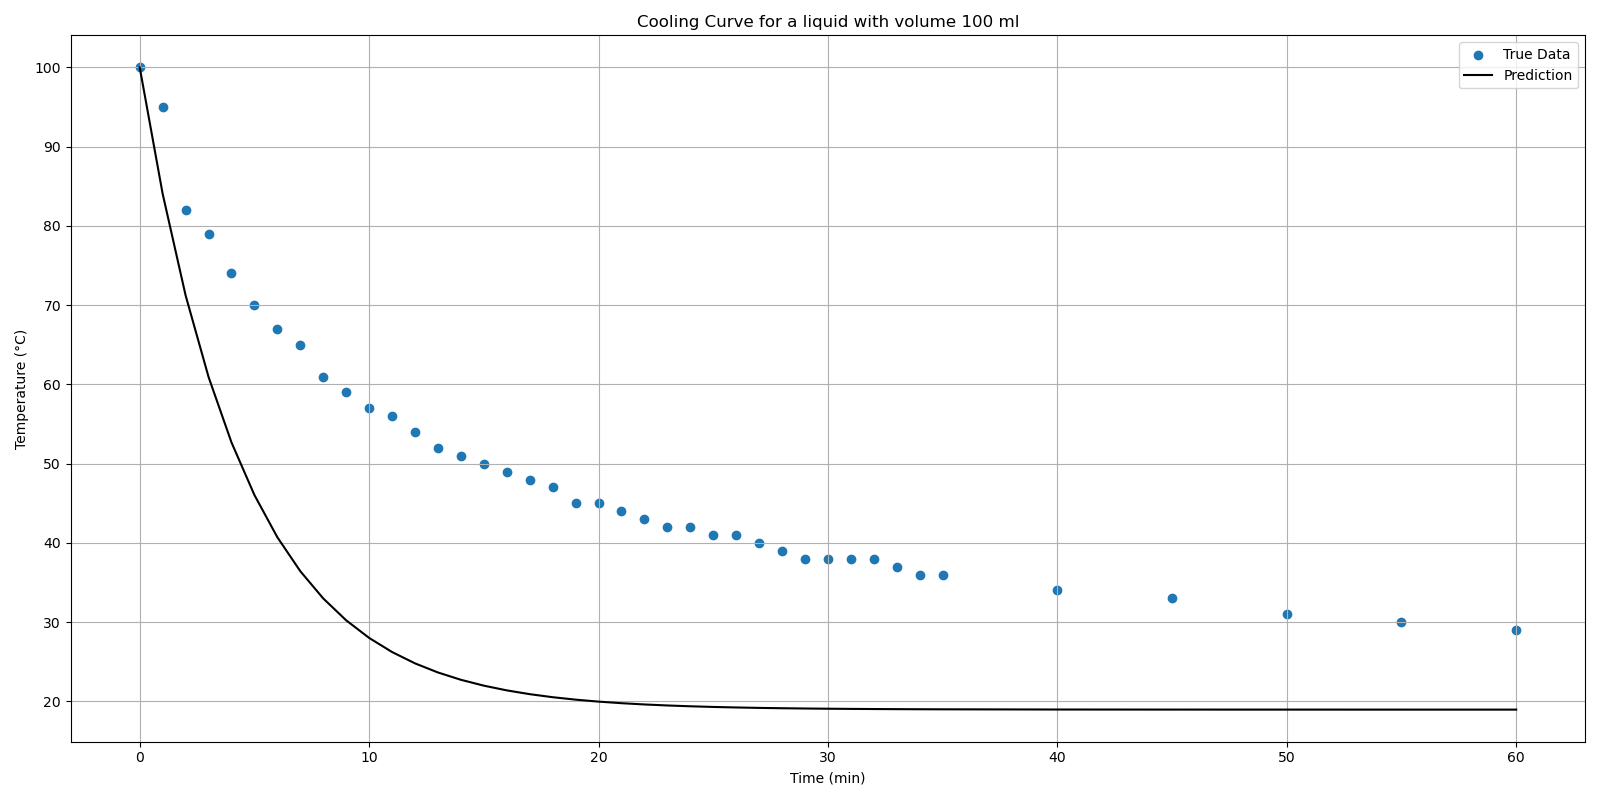 Cooling Curve for a liquid with volume 100 ml
True Data
Prediction
100
90
80
70
60
50
40
30
20
Temperature (°C)
0 10 20 30 40 50 60
Time (min)